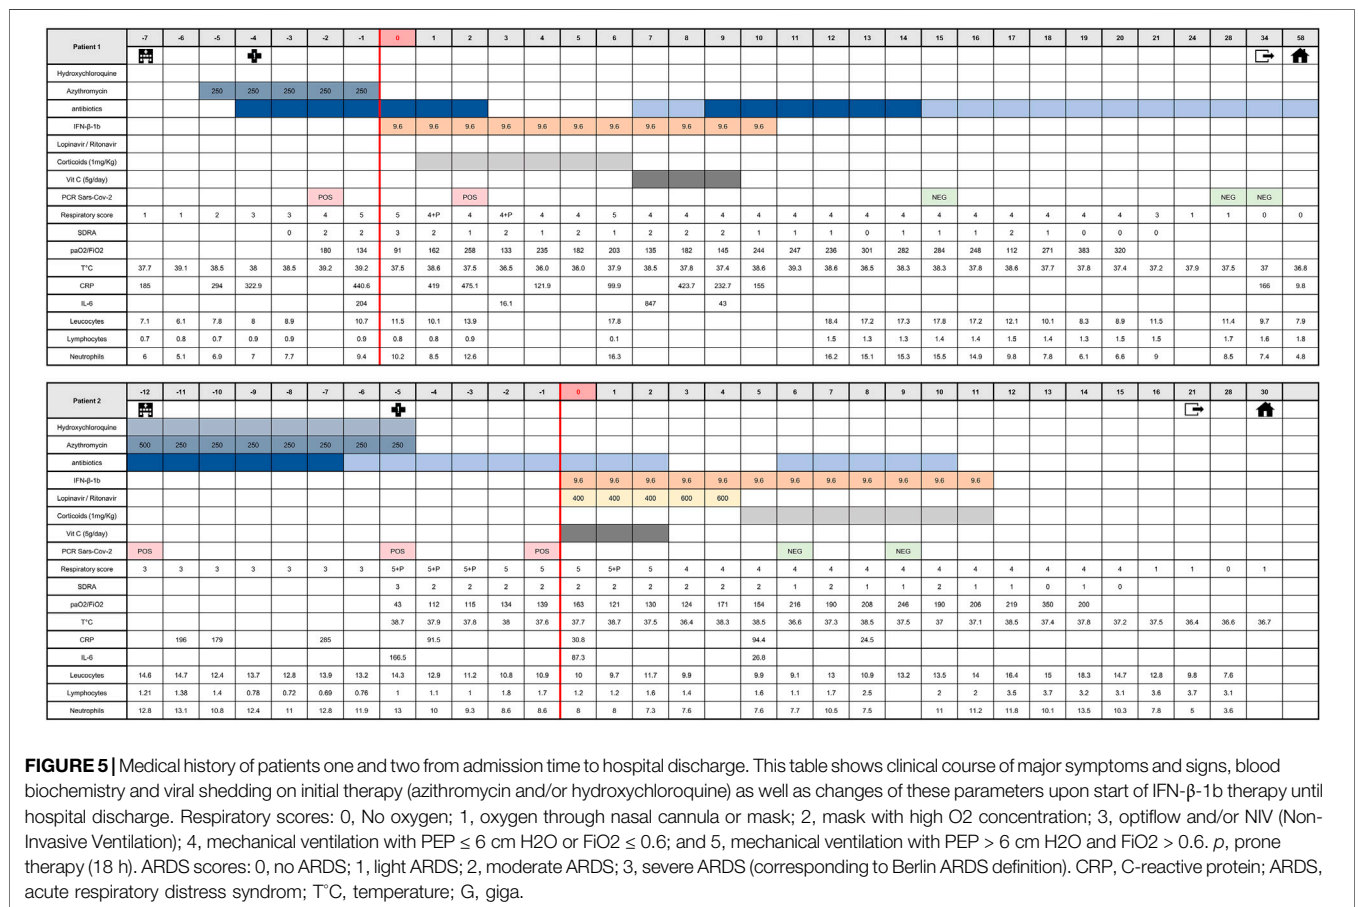 Patient 1 -7 -6 -5 -4 -3 -2 -1 0 1 2 3 4 5 6 7 8 9 10 11 12 13 14 15 16 17 18 19 20 21 24 28 34 58
Hydroxychloroquine
Azythromycin 250 250 250 250 250
antibiotics
IFN-β-1b 9.6 9.6 9.6 9.6 9.6 9.6 9.6 9.6 9.6 9.6 9.6
Lopinavir / Ritonavir
Corticoids (1mg/Kg)
Vit C (5g/day)
PCR Sars-Cov-2 POS POS NEG NEG NEG
Respiratory score 1 1 2 3 3 4 5 5 4+P 4 4+P 4 4 5 4 4 4 4 4 4 4 4 4 4 4 4 4 4 3 1 1 0 0
SDRA 0 2 2 3 2 1 2 1 2 1 2 2 2 1 1 1 0 1 1 1 2 1 0 0 0
paO2/FiO2 180 134 91 162 258 133 235 182 203 135 182 145 244 247 236 301 282 284 248 112 271 383 320
T°C 37.7 39.1 38.5 38 38.5 39.2 39.2 37.5 38.6 37.5 36.5 36.0 36.0 37.9 38.5 37.8 37.4 38.6 39.3 38.6 36.5 38.3 38.3 37.8 38.6 37.7 37.8 37.4 37.2 37.9 37.5 37 36.8
CRP 185 294 322.9 440.6 419 475.1 121.9 99.9 423.7 232.7 155 166 9.8
IL-6 204 16.1 847 43
Leucocytes 7.1 6.1 7.8 8 8.9 10.7 11.5 10.1 13.9 17.8 18.4 17.2 17.3 17.8 17.2 12.1 10.1 8.3 8.9 11.5 11.4 9.7 7.9
Lymphocytes 0.7 0.8 0.7 0.9 0.9 0.9 0.8 0.8 0.9 0.1 1.5 1.3 1.3 1.4 1.4 1.5 1.4 1.3 1.5 1.5 1.7 1.6 1.8
Neutrophils 6 5.1 6.9 7 7.7 9.4 10.2 8.5 12.6 16.3 16.2 15.1 15.3 15.5 14.9 9.8 7.8 6.1 6.6 9 8.5 7.4 4.8
Patient 2 -12 -11 -10 -9 -8 -7 -6 -5 -4 -3 -2 -1 0 1 2 3 4 5 6 7 8 9 10 11 12 13 14 15 16 21 28 30
Hydroxychloroquine
Azythromycin 500 250 250 250 250 250 250 250
antibiotics
IFN-β-1b 9.6 9.6 9.6 9.6 9.6 9.6 9.6 9.6 9.6 9.6 9.6 9.6
Lopinavir / Ritonavir 400 400 400 600 600
Corticoids (1mg/Kg)
Vit C (5g/day)
PCR Sars-Cov-2 POS POS POS NEG NEG
Respiratory score 3 3 3 3 3 3 3 5+P 5+P 5+P 5 5 5 5+P 5 4 4 4 4 4 4 4 4 4 4 4 4 4 1 1 0 1
SDRA 3 2 2 2 2 2 2 2 2 2 2 1 2 1 1 2 1 1 0 1 0
paO2/FiO2 43 112 115 134 139 163 121 130 124 171 154 216 190 208 246 190 206 219 350 200
T°C 38.7 37.9 37.8 38 37.6 37.7 38.7 37.5 36.4 38.3 38.5 36.6 37.3 38.5 37.5 37 37.1 38.5 37.4 37.8 37.2 37.5 36.4 36.6 36.7
CRP 196 179 285 91.5 30.8 94.4 24.5
IL-6 166.5 87.3 26.8
Leucocytes 14.6 14.7 12.4 13.7 12.8 13.9 13.2 14.3 12.9 11.2 10.8 10.9 10 9.7 11.7 9.9 9.9 9.1 13 10.9 13.2 13.5 14 16.4 15 18.3 14.7 12.8 9.8 7.6
Lymphocytes 1.21 1.38 1.4 0.78 0.72 0.69 0.76 1 1.1 1 1.8 1.7 1.2 1.2 1.6 1.4 1.6 1.1 1.7 2.5 2 2 3.5 3.7 3.2 3.1 3.6 3.7 3.1
Neutrophils 12.8 13.1 10.8 12.4 11 12.8 11.9 13 10 9.3 8.6 8.6 8 8 7.3 7.6 7.6 7.7 10.5 7.5 11 11.2 11.8 10.1 13.5 10.3 7.8 5 3.6
FIGURE 5 | Medical history of patients one and two from admission time to hospital discharge. This table shows clinical course of major symptoms and signs, blood
biochemistry and viral shedding on initial therapy (azithromycin and/or hydroxychloroquine) as well as changes of these parameters upon start of IFN-β-1b therapy until
hospital discharge. Respiratory scores: 0, No oxygen; 1, oxygen through nasal cannula or mask; 2, mask with high O2 concentration; 3, optiflow and/or NIV (Non-
Invasive Ventilation); 4, mechanical ventilation with PEP ≤ 6 cm H2O or FiO2 ≤ 0.6; and 5, mechanical ventilation with PEP > 6 cm H2O and FiO2 > 0.6. p, prone
therapy (18 h). ARDS scores: 0, no ARDS; 1, light ARDS; 2, moderate ARDS; 3, severe ARDS (corresponding to Berlin ARDS definition). CRP, C-reactive protein; ARDS,
acute respiratory distress syndrom; T°C, temperature; G, giga.